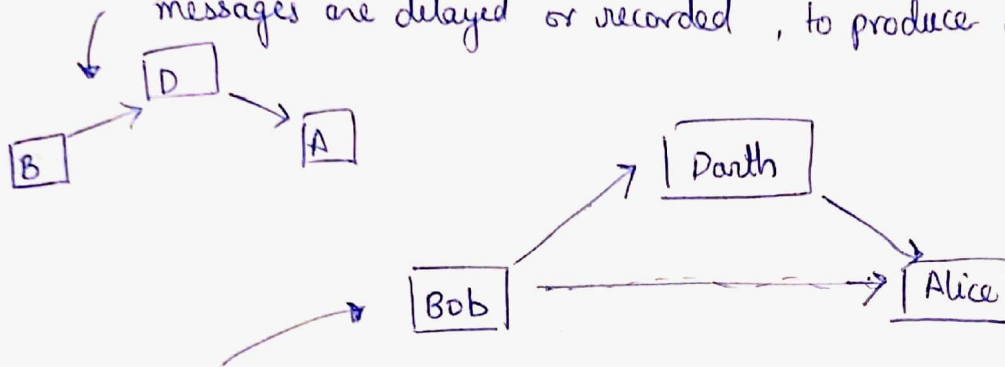 messages are delayed or recorded, to produce
D
B
A
Darth
Bob
Alice